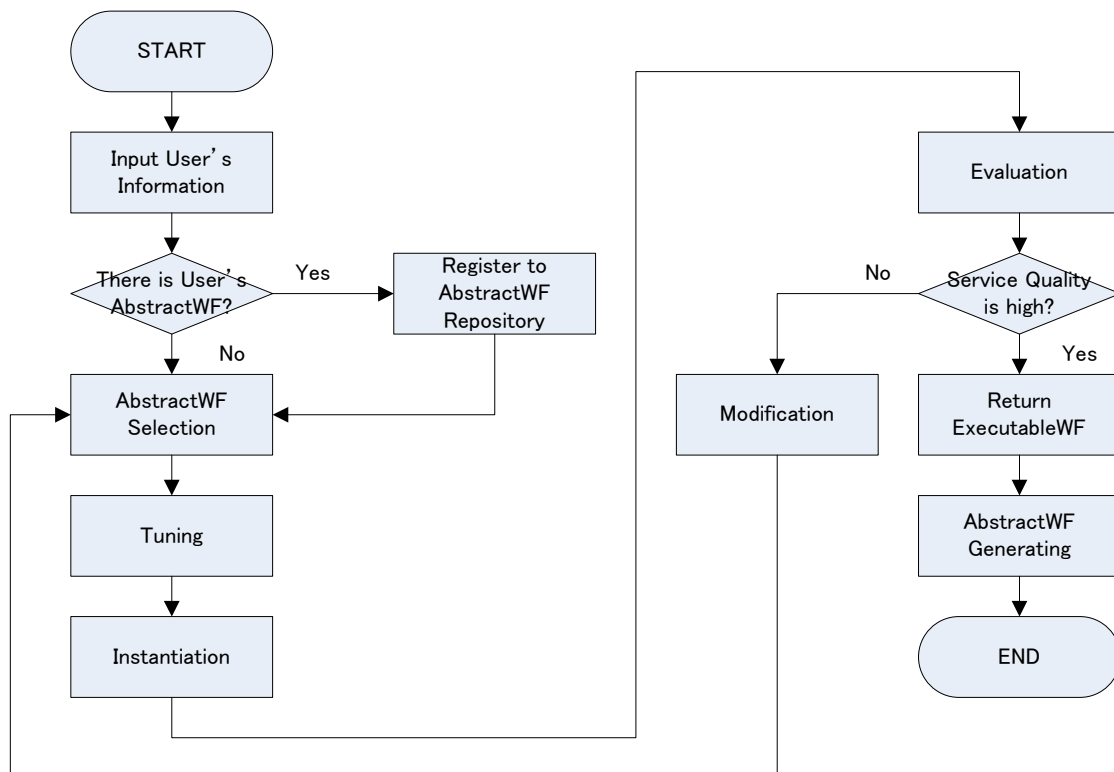 START
Input User's
Information
There is User's
AbstractWF?
Yes
Register to
AbstractWF
Repository
No
AbstractWF
Selection
Tuning
Instantiation
Evaluation
Service Quality
is high?
No
Modification
Yes
Return
ExecutableWF
AbstractWF
Generating
END